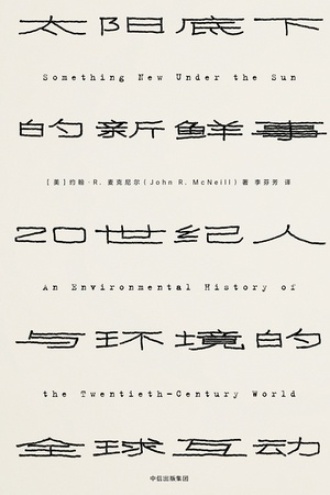 太阳底下
Something New Under the Sun
的新鲜事
[美]约翰·R.麦克尼尔(John R. McNeill)著 李芬芳 译
20世纪人
An Environmental History of
与环境的
the Twentieth-Century World
全球互动
中信出版集团